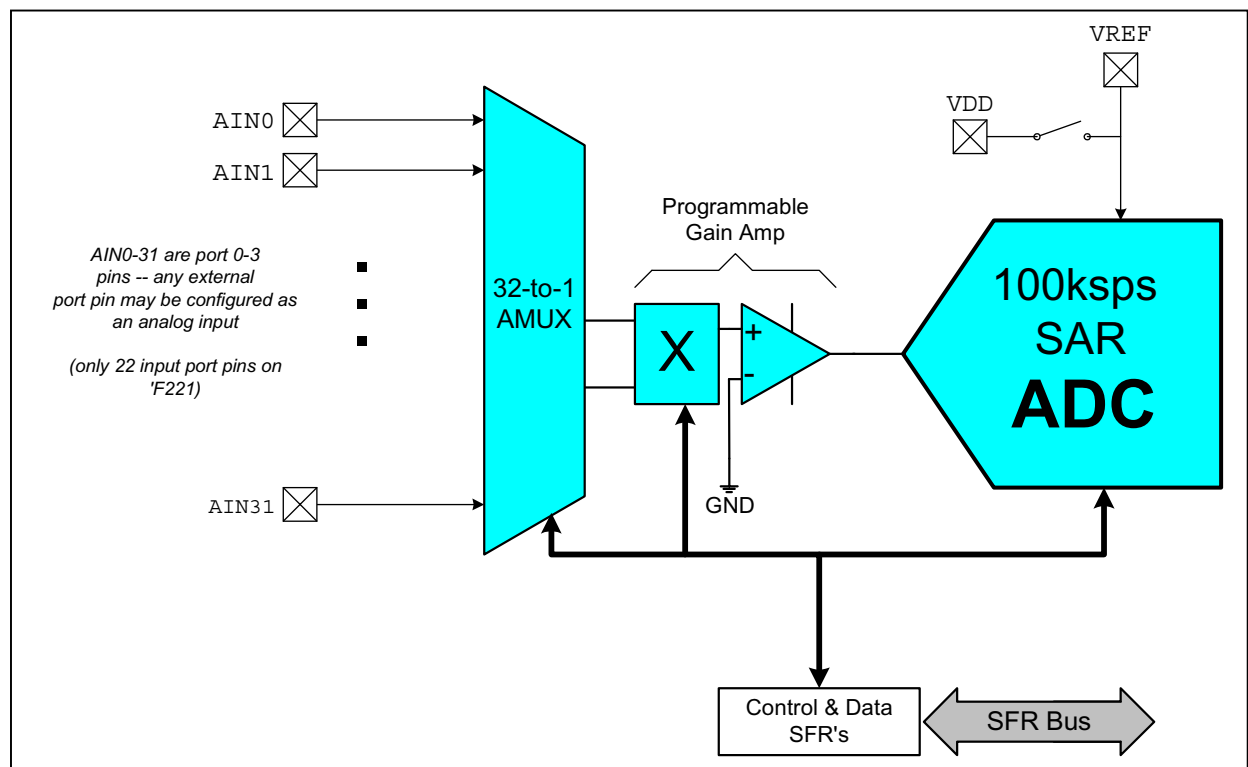 VREF
VDD
AIN0
AIN1
AIN0-31 are port 0-3
pins -- any external
port pin may be configured as
an analog input
(only 22 input port pins on
'F221)
AIN31
32-to-1
AMUX
Programmable
Gain Amp
X
+
-
GND
100ksps
SAR
ADC
Control & Data
SFR's
SFR Bus